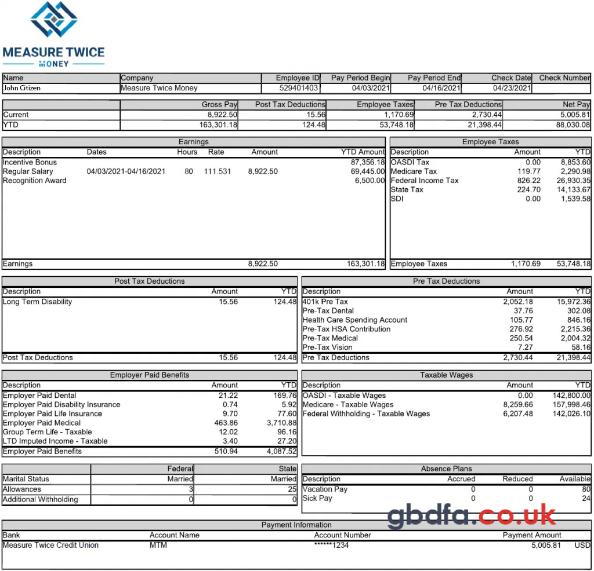 MEASURE TWICE
MONEY
Name Company Employee ID Pay Period Begin Pay Period End Check Date Check Number
John Citizen Measure Twice Money 529401403 04/03/2021 04/16/2021 04/23/2021
Gross Pay Post Tax Deductions Employee Taxes Pre Tax Deductions Net Pay
Current 8,922.50 15.56 1,170.69 2,730.44 5,005.81
YTD 163,301.18 124.48 53,748.18 21,398.44 88,030.08
Earnings
Description Dates Hours Rate Amount YTD Amount
Incentive Bonus 87,356.18
Regular Salary 04/03/2021-04/16/2021 80 111.531 8,922.50 69,445.00
Recognition Award 6,500.00
Earnings 8,922.50 163,301.18
Employee Taxes
Description Amount YTD
OASDI Tax 0.00 8,853.60
Medicare Tax 119.77 2,290.98
Federal Income Tax 826.22 26,930.35
State Tax 224.70 14,133.67
SDI 0.00 1,539.58
Employee Taxes 1,170.69 53,748.18
Post Tax Deductions
Description Amount YTD
Long Term Disability 15.56 124.48
Post Tax Deductions 15.56 124.48
Pre Tax Deductions
Description Amount YTD
401k Pre Tax 2,052.18 15,972.36
Pre-Tax Dental 37.76 302.08
Health Care Spending Account 105.77 846.16
Pre-Tax HSA Contribution 276.92 2,215.36
Pre-Tax Medical 250.54 2,004.32
Pre-Tax Vision 7.27 58.16
Pre Tax Deductions 2,730.44 21,398.44
Employer Paid Benefits
Description Amount YTD
Employer Paid Dental 21.22 169.76
Employer Paid Disability Insurance 0.74 5.92
Employer Paid Life Insurance 9.70 77.60
Employer Paid Medical 463.86 3,710.88
Group Term Life - Taxable 12.02 96.16
LTD Imputed Income - Taxable 3.40 27.20
Employer Paid Benefits 510.94 4,087.52
Taxable Wages
Description Amount YTD
OASDI - Taxable Wages 0.00 142,800.00
Medicare - Taxable Wages 8,259.66 157,998.46
Federal Withholding - Taxable Wages 6,207.48 142,026.10
Federal State
Marital Status Married Married
Allowances 3 25
Additional Withholding 0 0
Absence Plans
Description Accrued Reduced Available
Vacation Pay 0 0 80
Sick Pay 0 0 24
gbdfa.co.uk
Payment Information
Bank Account Name Account Number Payment Amount
Measure Twice Credit Union MTM ******1234 5,005.81 USD